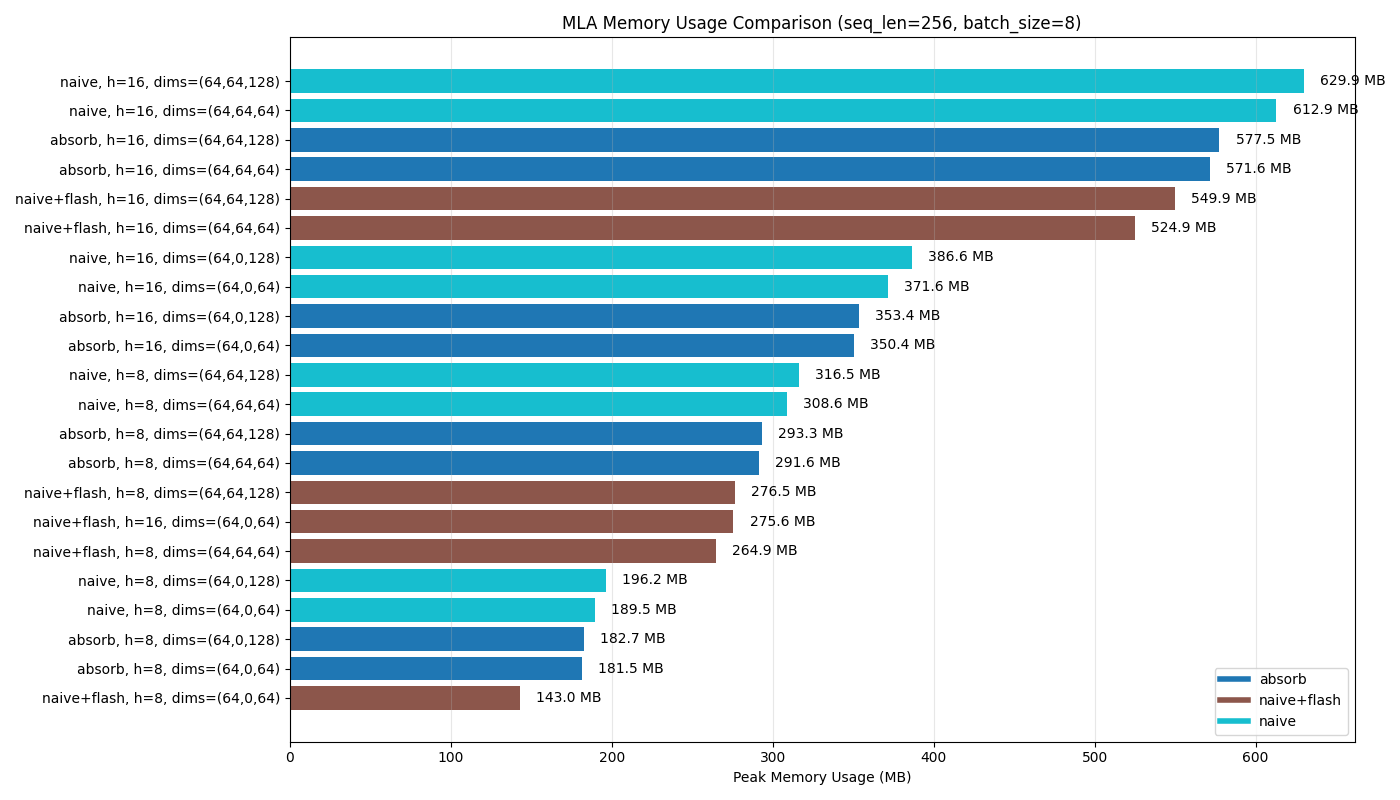 MLA Memory Usage Comparison (seq_len=256, batch_size=8)
naive, h=16, dims=(64,64,128) 629.9 MB
naive, h=16, dims=(64,64,64) 612.9 MB
absorb, h=16, dims=(64,64,128) 577.5 MB
absorb, h=16, dims=(64,64,64) 571.6 MB
naive+flash, h=16, dims=(64,64,128) 549.9 MB
naive+flash, h=16, dims=(64,64,64) 524.9 MB
naive, h=16, dims=(64,0,128) 386.6 MB
naive, h=16, dims=(64,0,64) 371.6 MB
absorb, h=16, dims=(64,0,128) 353.4 MB
absorb, h=16, dims=(64,0,64) 350.4 MB
naive, h=8, dims=(64,64,128) 316.5 MB
naive, h=8, dims=(64,64,64) 308.6 MB
absorb, h=8, dims=(64,64,128) 293.3 MB
absorb, h=8, dims=(64,64,64) 291.6 MB
naive+flash, h=8, dims=(64,64,128) 276.5 MB
naive+flash, h=16, dims=(64,0,64) 275.6 MB
naive+flash, h=8, dims=(64,64,64) 264.9 MB
naive, h=8, dims=(64,0,128) 196.2 MB
naive, h=8, dims=(64,0,64) 189.5 MB
absorb, h=8, dims=(64,0,128) 182.7 MB
absorb, h=8, dims=(64,0,64) 181.5 MB
naive+flash, h=8, dims=(64,0,64) 143.0 MB
absorb
naive+flash
naive
0 100 200 300 400 500 600
Peak Memory Usage (MB)